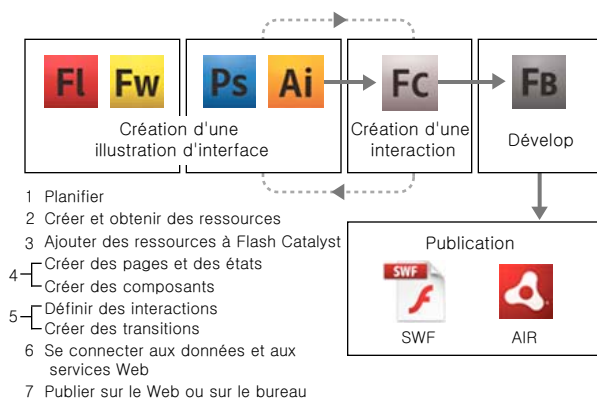 Fl Fw Ps Ai Fc FB
Création d'une
illustration d'interface
Création d'une
interaction
Dévelop
1 Planifier
2 Créer et obtenir des ressources
3 Ajouter des ressources à Flash Catalyst
4 Créer des pages et des états
Créer des composants
5 Définir des interactions
Créer des transitions
6 Se connecter aux données et aux
services Web
7 Publier sur le Web ou sur le bureau
Publication
SWF
SWF
AIR